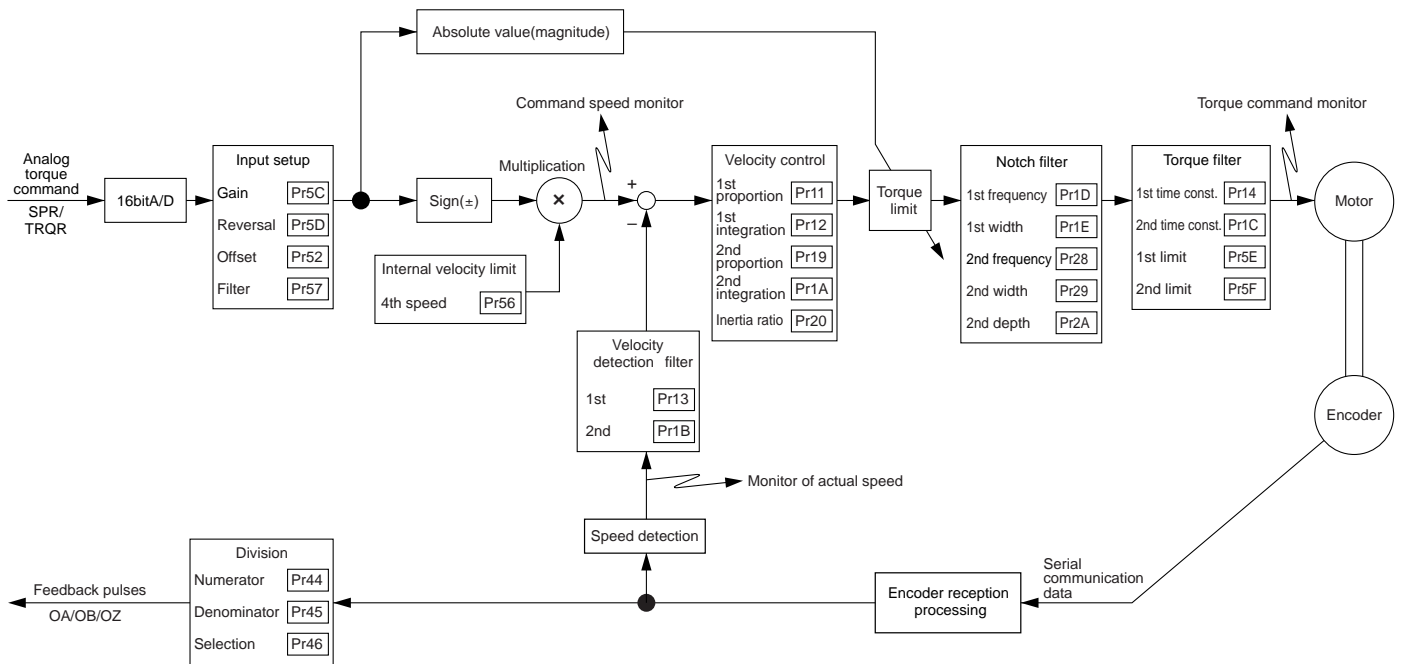 Absolute value(magnitude)
Command speed monitor
Torque command monitor
Analog
torque
command
SPR/
TRQR
16bitA/D
Input setup
Gain Pr5C
Reversal Pr5D
Offset Pr52
Filter Pr57
Sign(±)
Multiplication
×
+
−
Internal velocity limit
4th speed Pr56
Velocity control
1st
proportion Pr11
1st
integration Pr12
2nd
proportion Pr19
2nd
integration Pr1A
Inertia ratio Pr20
Torque
limit
Notch filter
1st frequency Pr1D
1st width Pr1E
2nd frequency Pr28
2nd width Pr29
2nd depth Pr2A
Torque filter
1st time const. Pr14
2nd time const. Pr1C
1st limit Pr5E
2nd limit Pr5F
Motor
Velocity
detection filter
1st Pr13
2nd Pr1B
Encoder
Monitor of actual speed
Speed detection
Division
Numerator Pr44
Denominator Pr45
Selection Pr46
Feedback pulses
OA/OB/OZ
Encoder reception
processing
Serial
communication
data